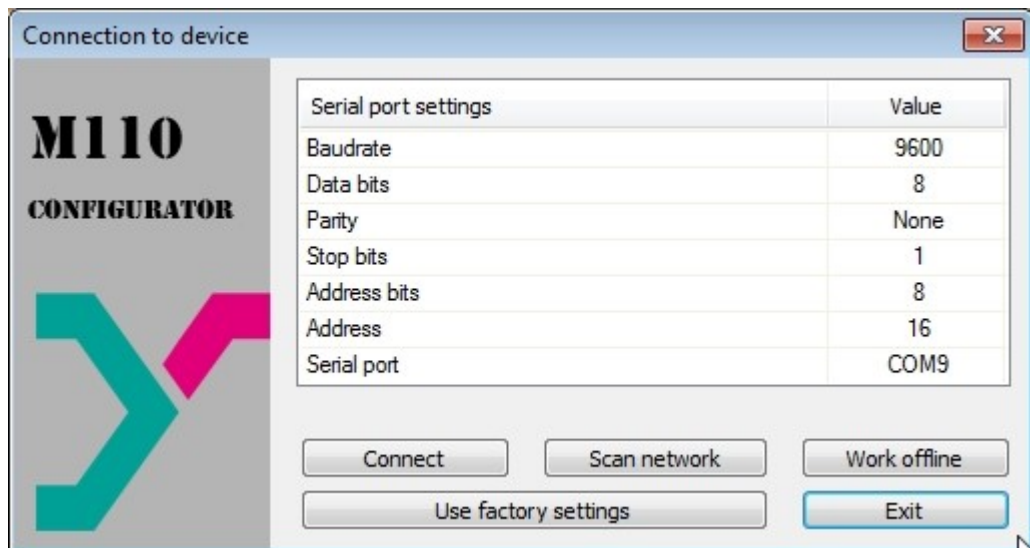 Connection to device
M110
CONFIGURATOR
Serial port settings Value
Baudrate 9600
Data bits 8
Parity None
Stop bits 1
Address bits 8
Address 16
Serial port COM9
Connect Scan network Work offline
Use factory settings Exit